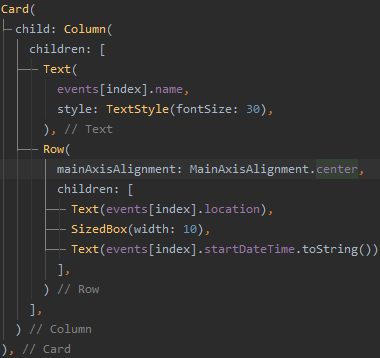 Card(
child: Column(
children: [
Text(
events[index].name,
style: TextStyle(fontSize: 30),
), // Text
Row(
mainAxisAlignment: MainAxisAlignment.center,
children: [
Text(events[index].location),
SizedBox(width: 10),
Text(events[index].startDateTime.toString())
],
) // Row
],
) // Column
), // Card